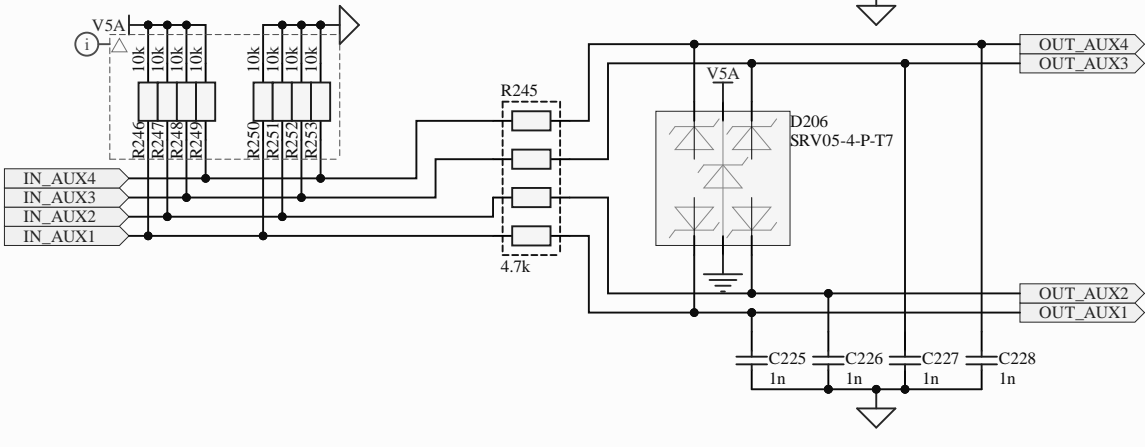 V5A
i
10k
10k
10k
10k
10k
10k
10k
10k
R246
R247
R248
R249
R250
R251
R252
R253
IN_AUX4
IN_AUX3
IN_AUX2
IN_AUX1
R245
4.7k
V5A
D206
SRV05-4-P-T7
OUT_AUX4
OUT_AUX3
OUT_AUX2
OUT_AUX1
C225
1n
C226
1n
C227
1n
C228
1n